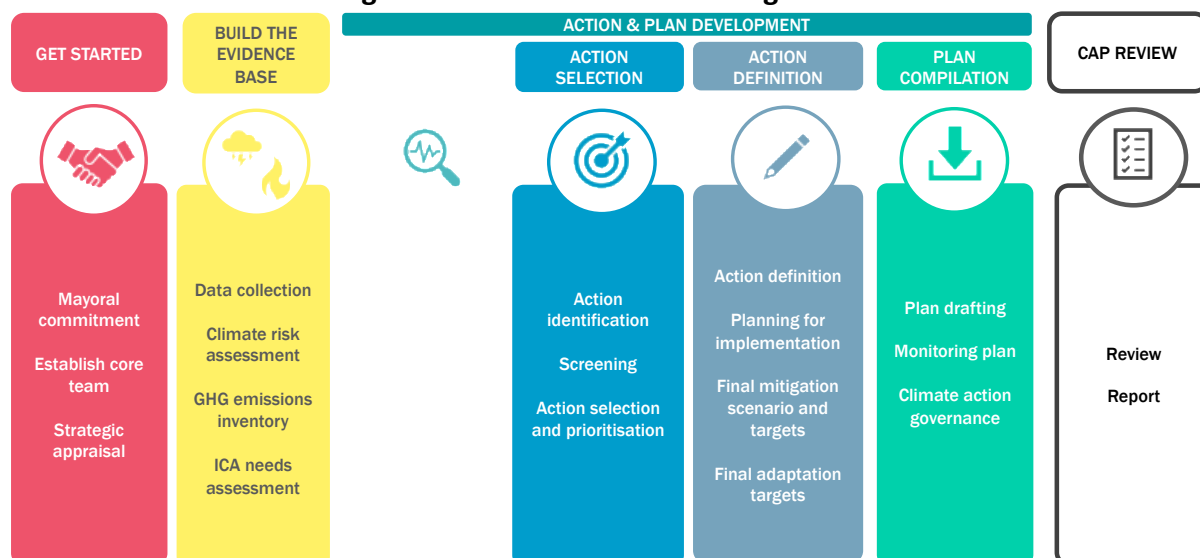 ACTION & PLAN DEVELOPMENT
GET STARTED
BUILD THE
EVIDENCE
BASE
ACTION
SELECTION
ACTION
DEFINITION
PLAN
COMPILATION
CAP REVIEW
Mayoral
commitment
Establish core
team
Strategic
appraisal
Data collection
Climate risk
assessment
GHG emissions
inventory
ICA needs
assessment
Action
identification
Screening
Action selection
and prioritisation
Action definition
Planning for
implementation
Final mitigation
scenario and
targets
Final adaptation
targets
Plan drafting
Monitoring plan
Climate action
governance
Review
Report